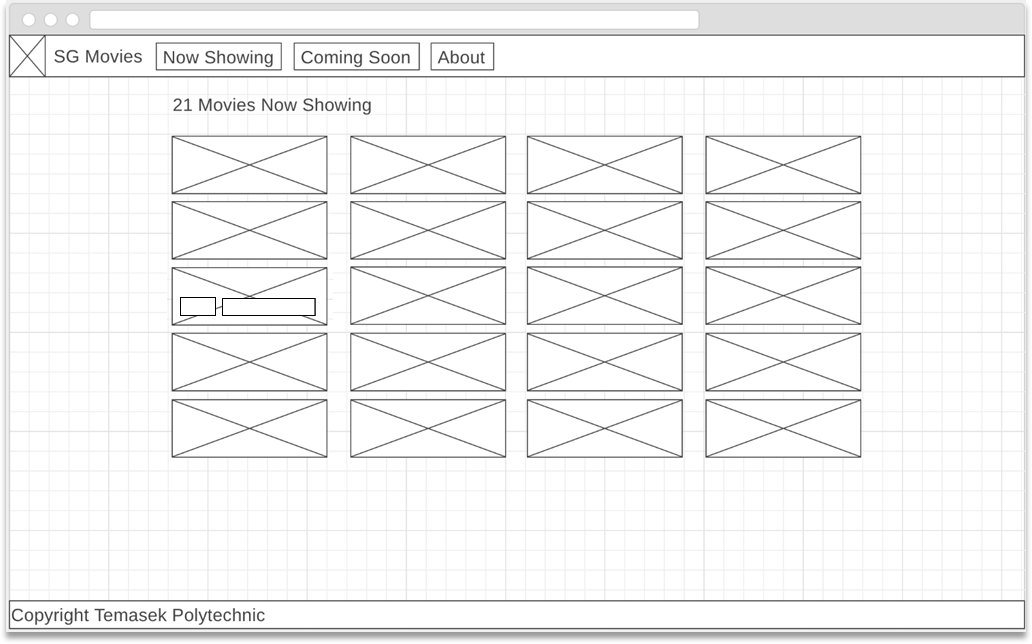 SG Movies Now Showing Coming Soon About
21 Movies Now Showing
Copyright Temasek Polytechnic